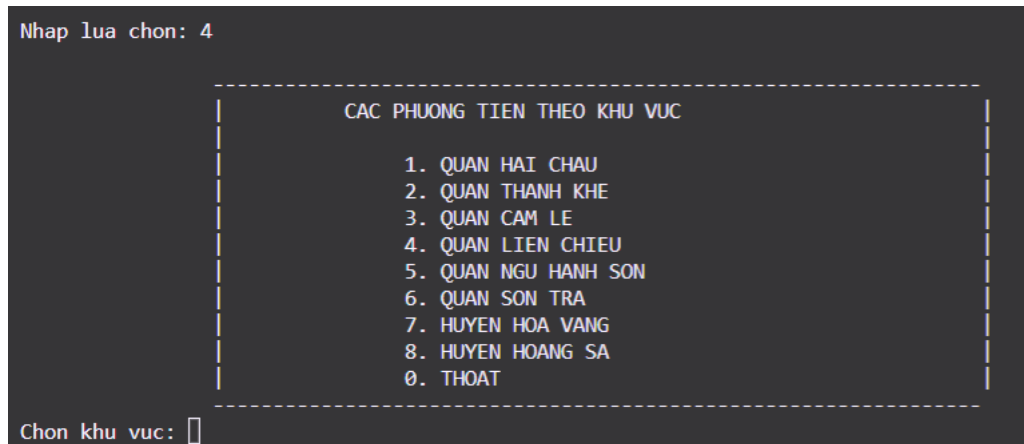 Nhap lua chon: 4
CAC PHUONG TIEN THEO KHU VUC
1. QUAN HAI CHAU
2. QUAN THANH KHE
3. QUAN CAM LE
4. QUAN LIEN CHIEU
5. QUAN NGU HANH SON
6. QUAN SON TRA
7. HUYEN HOA VANG
8. HUYEN HOANG SA
0. THOAT
Chon khu vuc: